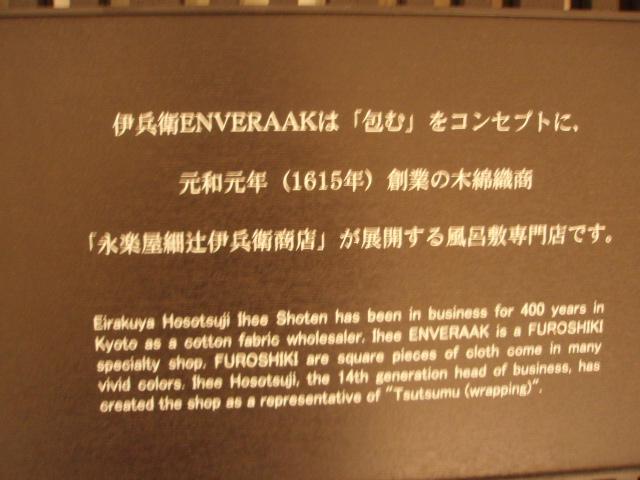 伊兵衛ENVERAAKは「包む」をコンセプトに、
元和元年（1615年）創業の木綿織商
「永楽屋細辻伊兵衛商店」が展開する風呂敷専門店です。
Eirakuya Hosotsuji Ihee Shoten has been in business for 400 years in
Kyoto as a cotton fabric wholesaler. Ihee ENVERAAK is a FUROSHIKI
specialty shop. FUROSHIKI are square pieces of cloth come in many
vivid colors. Ihee Hosotsuji, the 14th generation head of business, has
created the shop as a representative of "Tsutsumu (wrapping)".